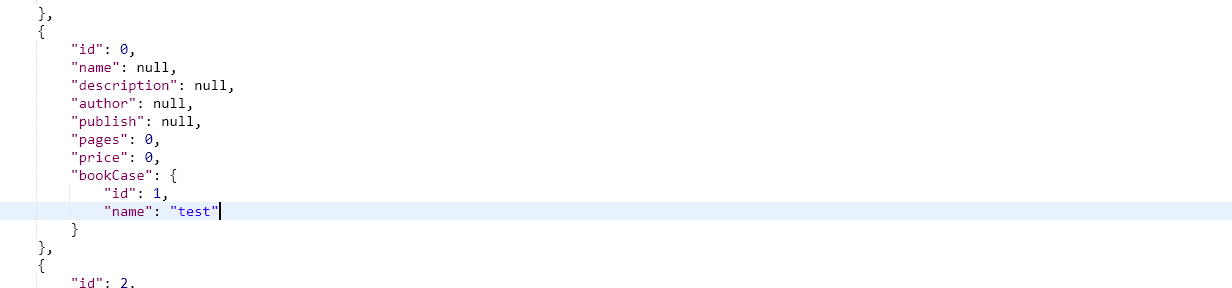 },
{
"id": 0,
"name": null,
"description": null,
"author": null,
"publish": null,
"pages": 0,
"price": 0,
"bookCase": {
"id": 1,
"name": "test"
}
},
{
"id": 2,